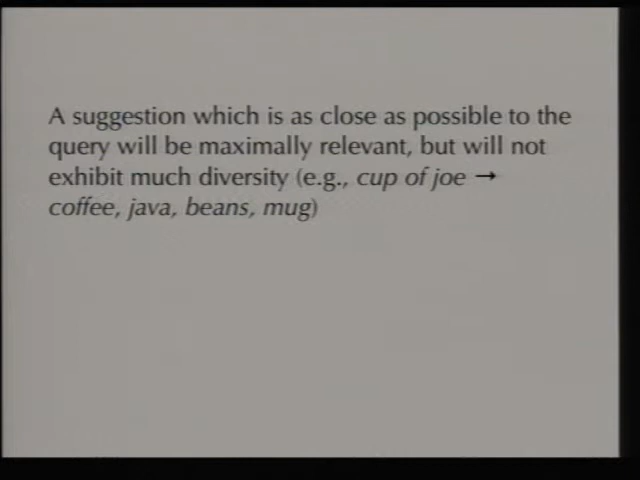 A suggestion which is as close as possible to the
query will be maximally relevant, but will not
exhibit much diversity (e.g., cup of joe →
coffee, java, beans, mug)